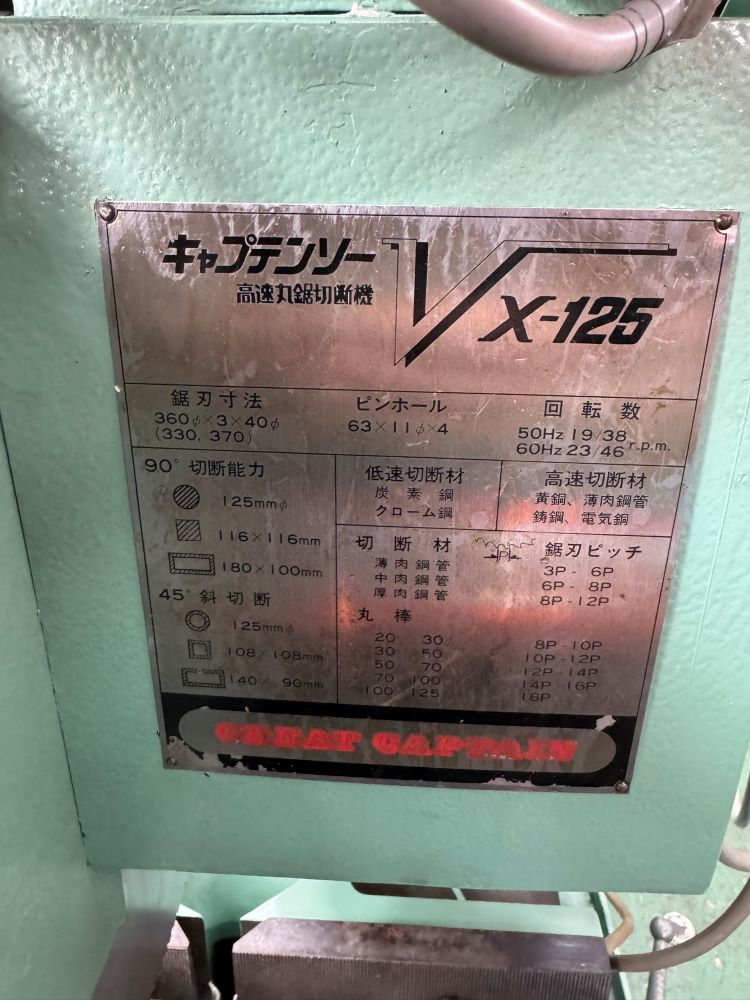 キャプテンソー
高速丸鋸切断機
V X-125
鋸刃寸法
360φ×3×40φ
(330, 370)
ピンホール
63×11φ×4
回転数
50Hz 19/38
60Hz 23/46 r.p.m.
90° 切断能力
125mmφ
116×116mm
180×100mm
45° 斜切断
125mmφ
108×108mm
140 90mm
低速切断材
炭素鋼
クローム鋼
高速切断材
黄銅、薄肉鋼管
鋳鋼、電気銅
切断材 P 鋸刃ピッチ
薄肉鋼管 3P - 6P
中肉鋼管 6P - 8P
厚肉鋼管 8P - 12P
丸棒
20 30 8P - 10P
30 50 10P - 12P
50 70 12P - 14P
70 100 14P - 16P
100 125 16P
GREAT CAPTAIN